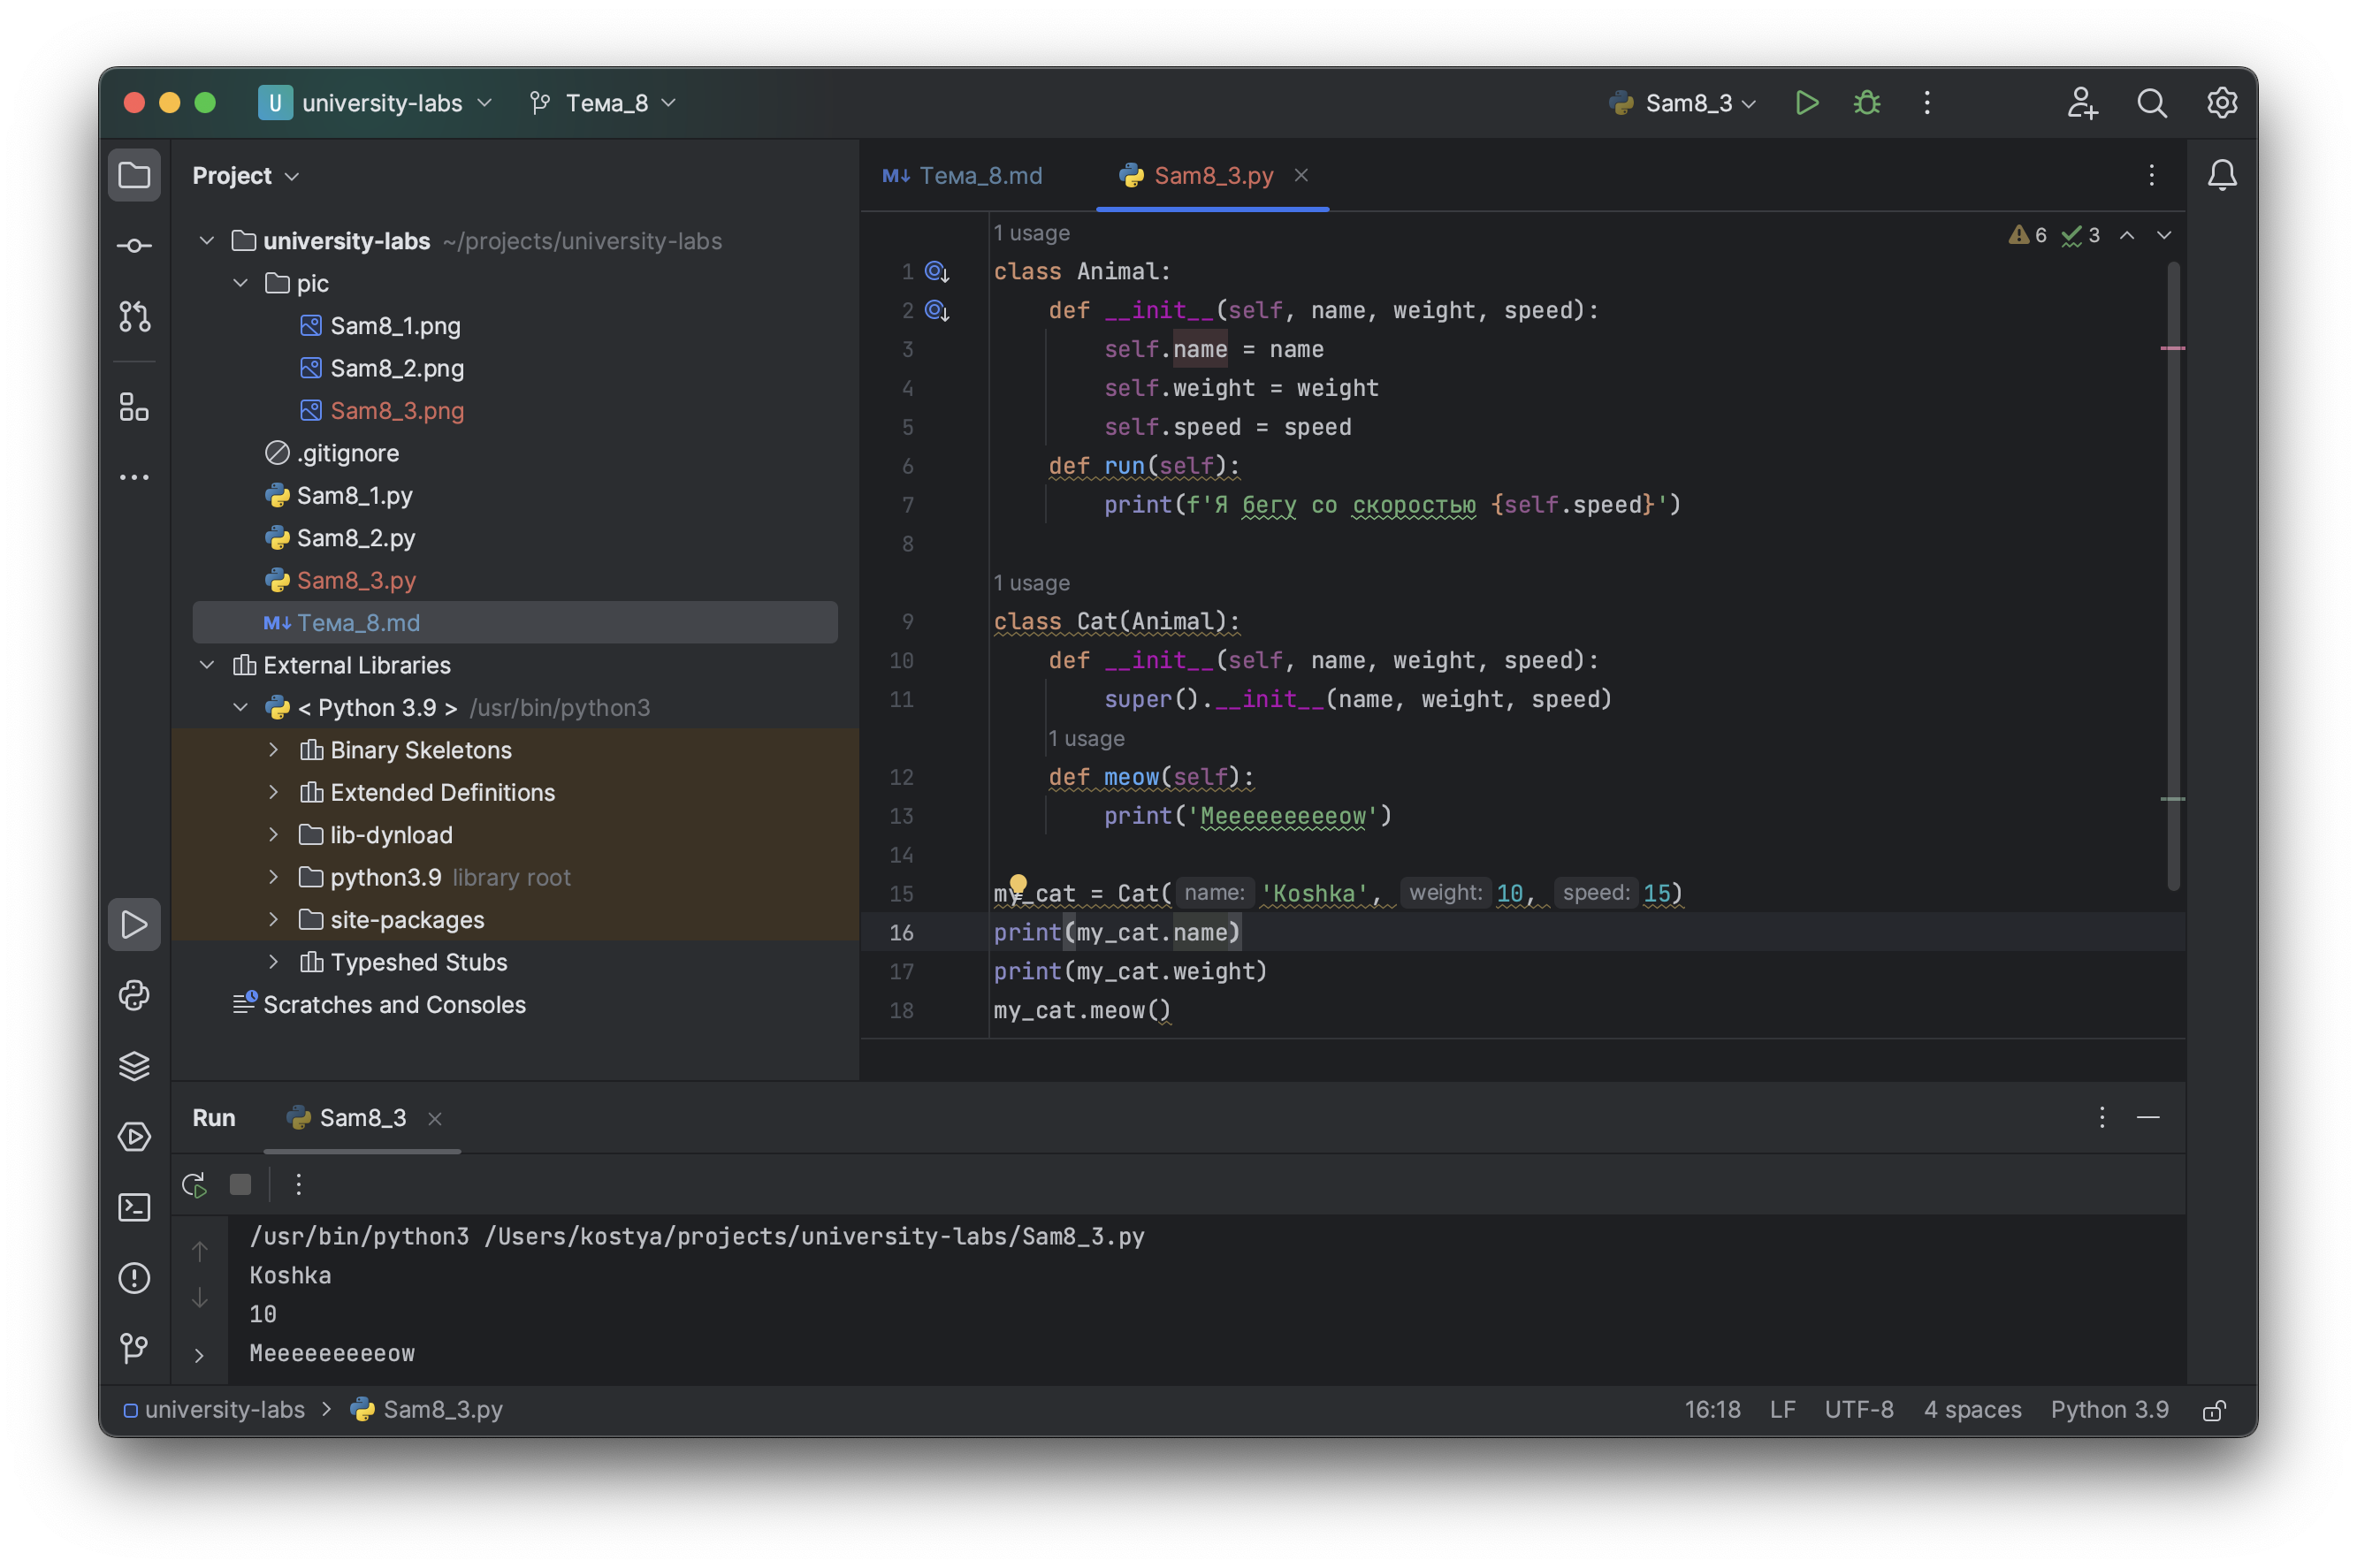 U university-labs Тема_8 Sam8_3
Project
university-labs ~/projects/university-labs
pic
Sam8_1.png
Sam8_2.png
Sam8_3.png
.gitignore
Sam8_1.py
Sam8_2.py
Sam8_3.py
M↓ Тема_8.md
External Libraries
< Python 3.9 > /usr/bin/python3
Binary Skeletons
Extended Definitions
lib-dynload
python3.9 library root
site-packages
Typeshed Stubs
Scratches and Consoles
M↓ Тема_8.md Sam8_3.py
6 3
1 usage
1 class Animal:
2 def __init__(self, name, weight, speed):
3 self.name = name
4 self.weight = weight
5 self.speed = speed
6 def run(self):
7 print(f'Я бегу со скоростью {self.speed}')
8
1 usage
9 class Cat(Animal):
10 def __init__(self, name, weight, speed):
11 super().__init__(name, weight, speed)
1 usage
12 def meow(self):
13 print('Meeeeeeeeeow')
14
15 my_cat = Cat( name: 'Koshka', weight: 10, speed: 15)
16 print(my_cat.name)
17 print(my_cat.weight)
18 my_cat.meow()
Run Sam8_3
/usr/bin/python3 /Users/kostya/projects/university-labs/Sam8_3.py
Koshka
10
Meeeeeeeeeow
university-labs > Sam8_3.py
16:18 LF UTF-8 4 spaces Python 3.9